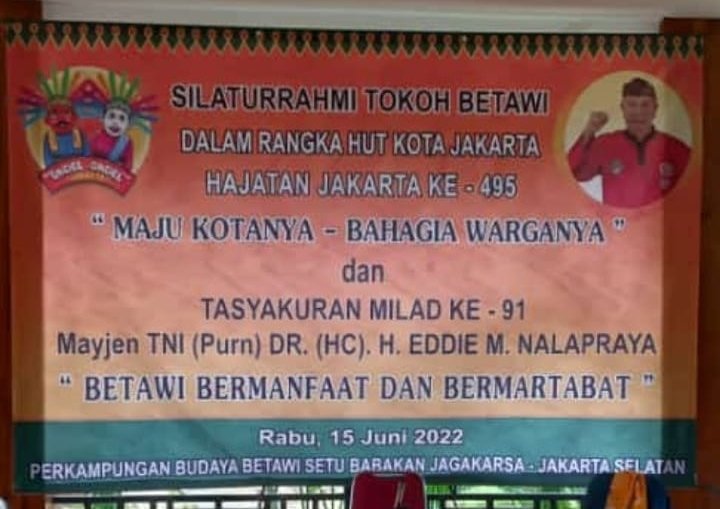 SILATURRAHMI TOKOH BETAWI
DALAM RANGKA HUT KOTA JAKARTA
HAJATAN JAKARTA KE - 495
" MAJU KOTANYA - BAHAGIA WARGANYA "
dan
TASYAKURAN MILAD KE - 91
Mayjen TNI (Purn) DR. (HC). H. EDDIE M. NALAPRAYA
" BETAWI BERMANFAAT DAN BERMARTABAT "
Rabu, 15 Juni 2022
PERKAMPUNGAN BUDAYA BETAWI SETU BABAKAN JAGAKARSA - JAKARTA SELATAN
"ONDEL - ONDEL"